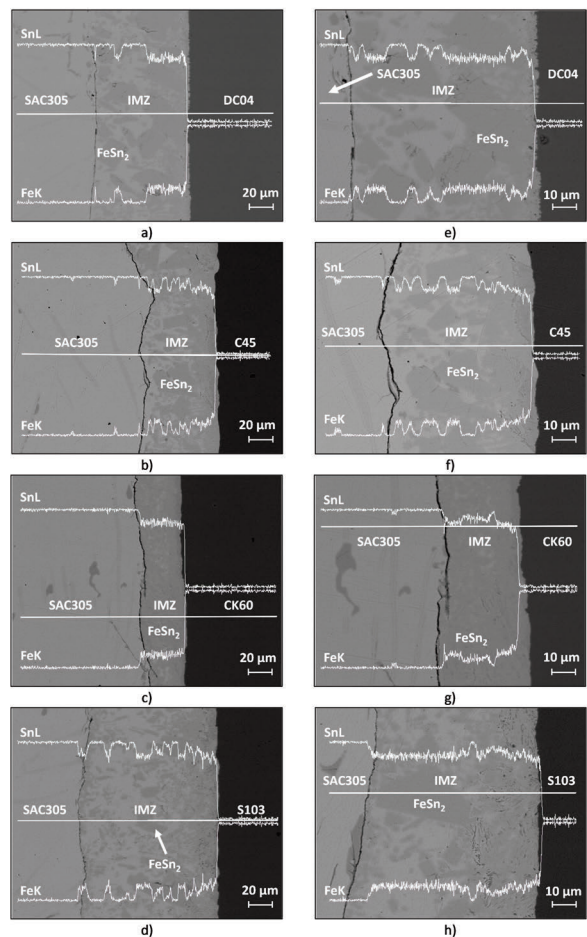 SnL
SAC305 IMZ DC04
FeSn2
FeK
20 µm
a)
SnL
SAC305
DC04
IMZ
FeSn2
FeK
10 µm
e)
SnL
SAC305 IMZ C45
FeSn2
FeK
20 µm
b)
SnL
SAC305 IMZ C45
FeSn2
FeK
10 µm
f)
SnL
SAC305 IMZ CK60
FeSn2
FeK
20 µm
c)
SnL
SAC305 IMZ CK60
FeSn2
FeK
10 µm
g)
SnL
SAC305 IMZ S103
FeSn2
FeK
20 µm
d)
SnL
SAC305 IMZ S103
FeSn2
FeK
10 µm
h)